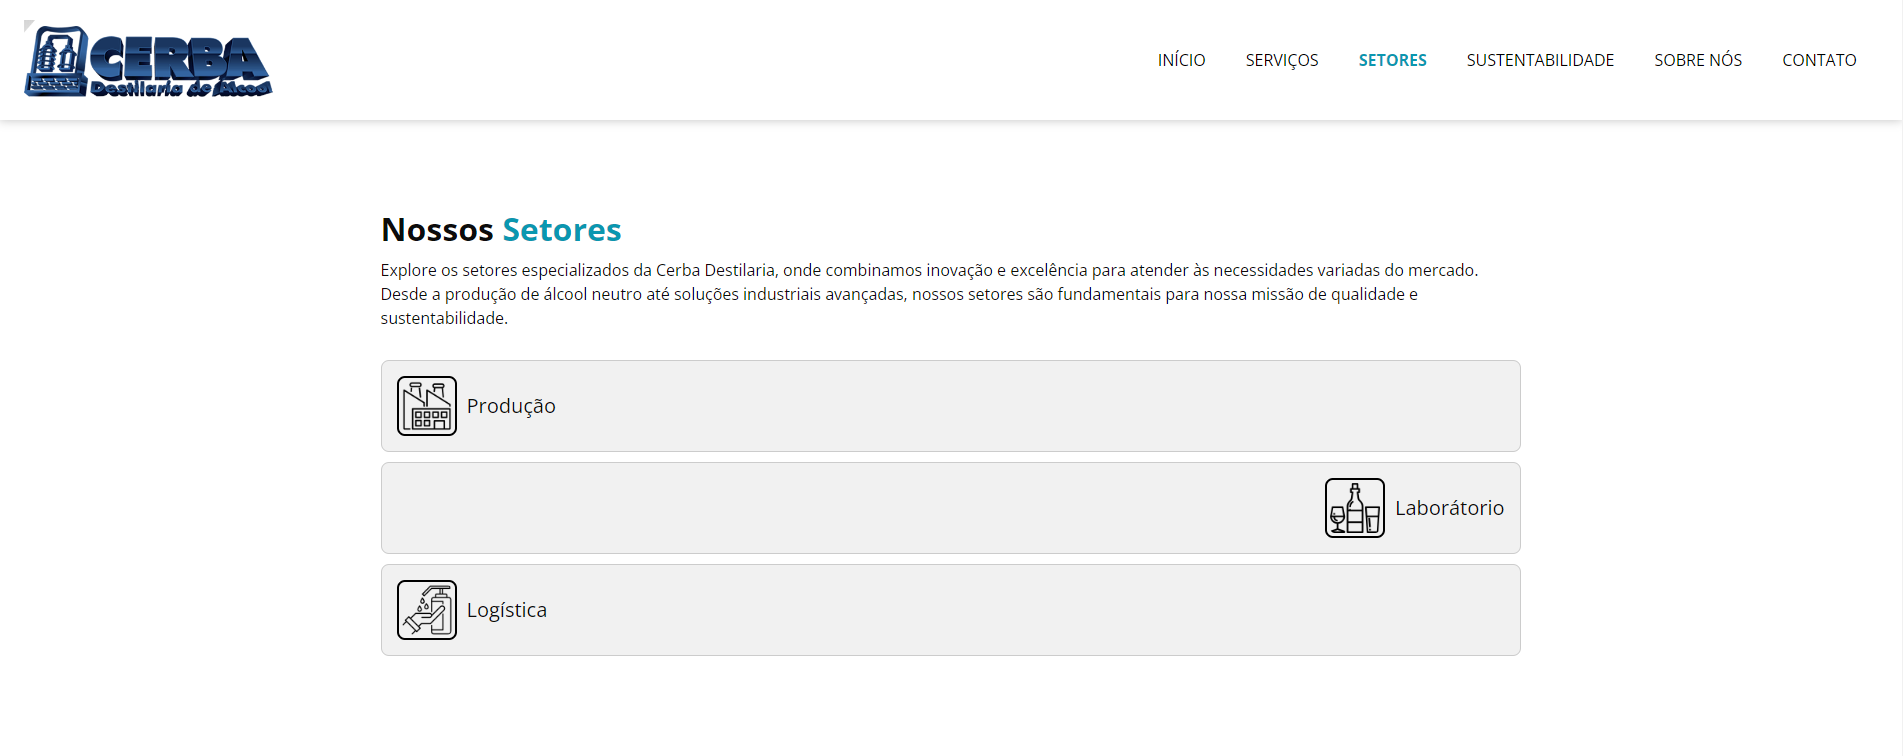 CERBA
Destilaria de Álcool
INÍCIO SERVIÇOS SETORES SUSTENTABILIDADE SOBRE NÓS CONTATO
Nossos Setores
Explore os setores especializados da Cerba Destilaria, onde combinamos inovação e excelência para atender às necessidades variadas do mercado.
Desde a produção de álcool neutro até soluções industriais avançadas, nossos setores são fundamentais para nossa missão de qualidade e
sustentabilidade.
Produção
Laborátorio
Logística